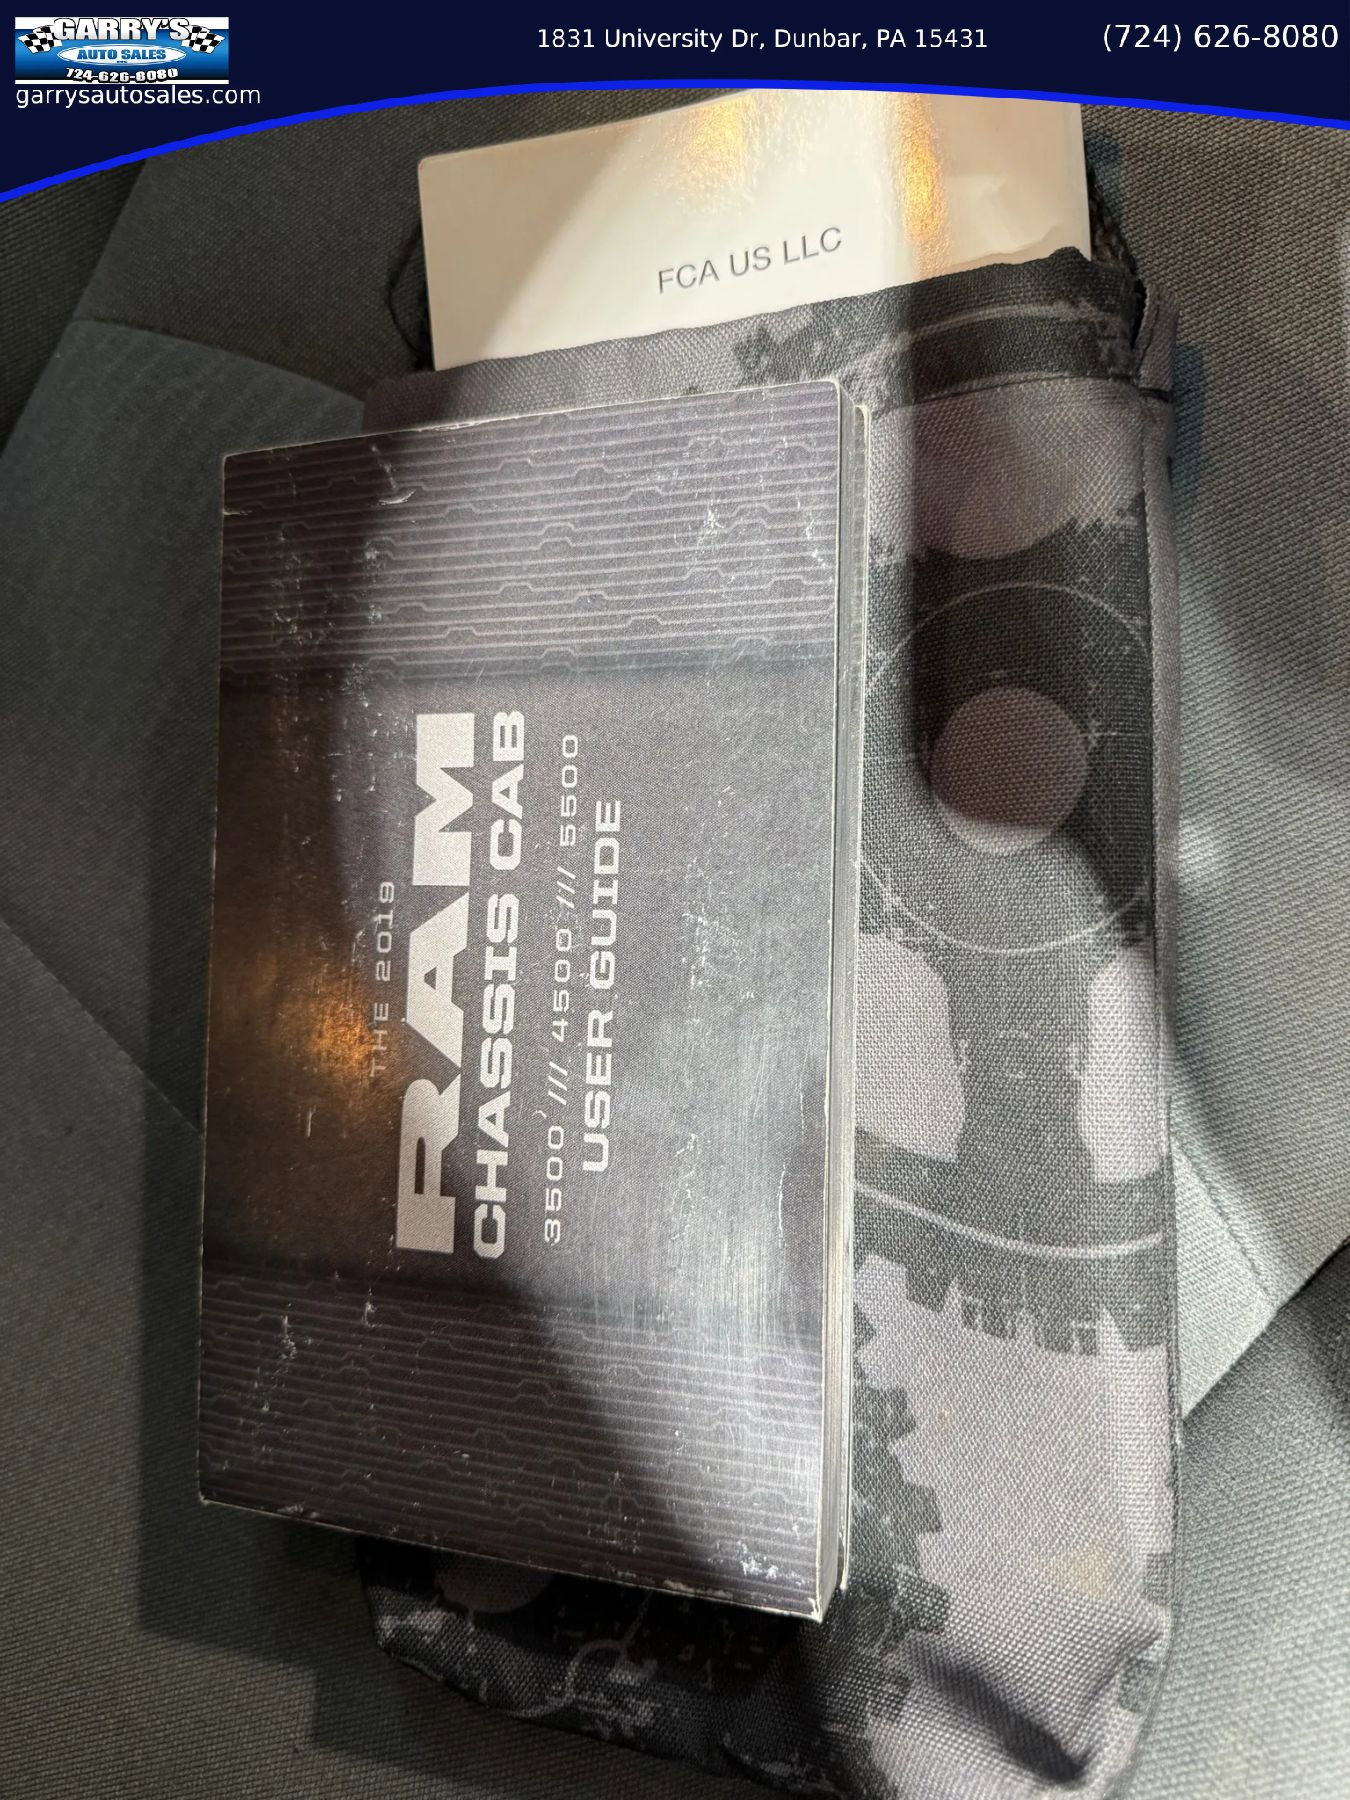 GARRY'S
AUTO SALES
724-626-8080
garrysautosales.com
1831 University Dr, Dunbar, PA 15431
(724) 626-8080
FCA US LLC
THE 2019
RAM
CHASSIS CAB
3500 /// 4500 /// 5500
USER GUIDE